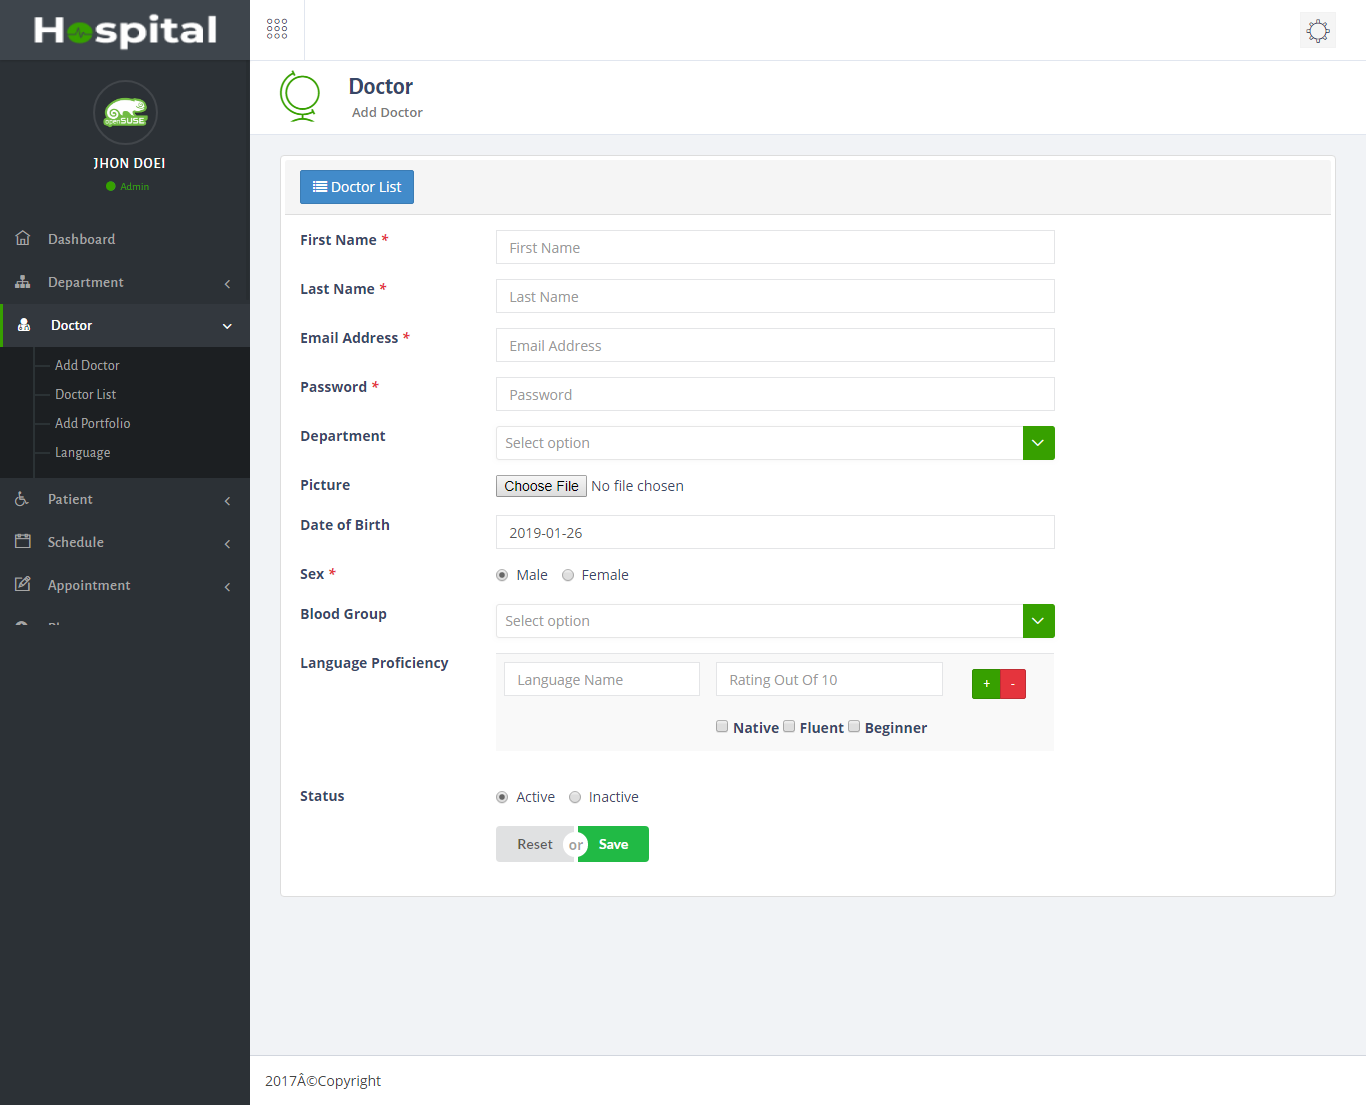 Hospital
openSUSE
JHON DOEI
Admin
Dashboard
Department
Doctor
Add Doctor
Doctor List
Add Portfolio
Language
Patient
Schedule
Appointment
Doctor
Add Doctor
Doctor List
First Name *
First Name
Last Name *
Last Name
Email Address *
Email Address
Password *
Password
Department
Select option
Picture
Choose File No file chosen
Date of Birth
2019-01-26
Sex *
Male Female
Blood Group
Select option
Language Proficiency
Language Name
Rating Out Of 10
+ -
Native Fluent Beginner
Status
Active Inactive
Reset or Save
2017Â©Copyright